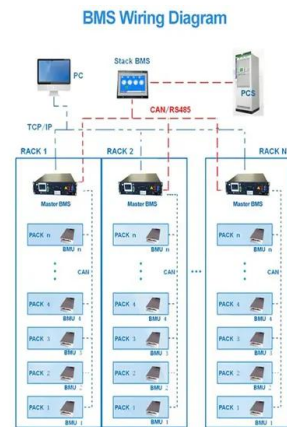 BMS Wiring Diagram
Stack BMS
PC
PCS
CAN/RS485
TCP/IP
RACK 1
RACK 2
RACK N
Master BMS
Master BMS
Master BMS
PACK n
BMU n
PACK n
BMU n
PACK n
BMU n
CAN
CAN
CAN
PACK 4
BMU 4
PACK 4
BMU 4
PACK 4
BMU 4
PACK 3
BMU 3
PACK 3
BMU 3
PACK 3
BMU 3
PACK 2
BMU 2
PACK 2
BMU 2
PACK 2
BMU 2
PACK 1
BMU 1
PACK 1
BMU 1
PACK 1
BMU 1